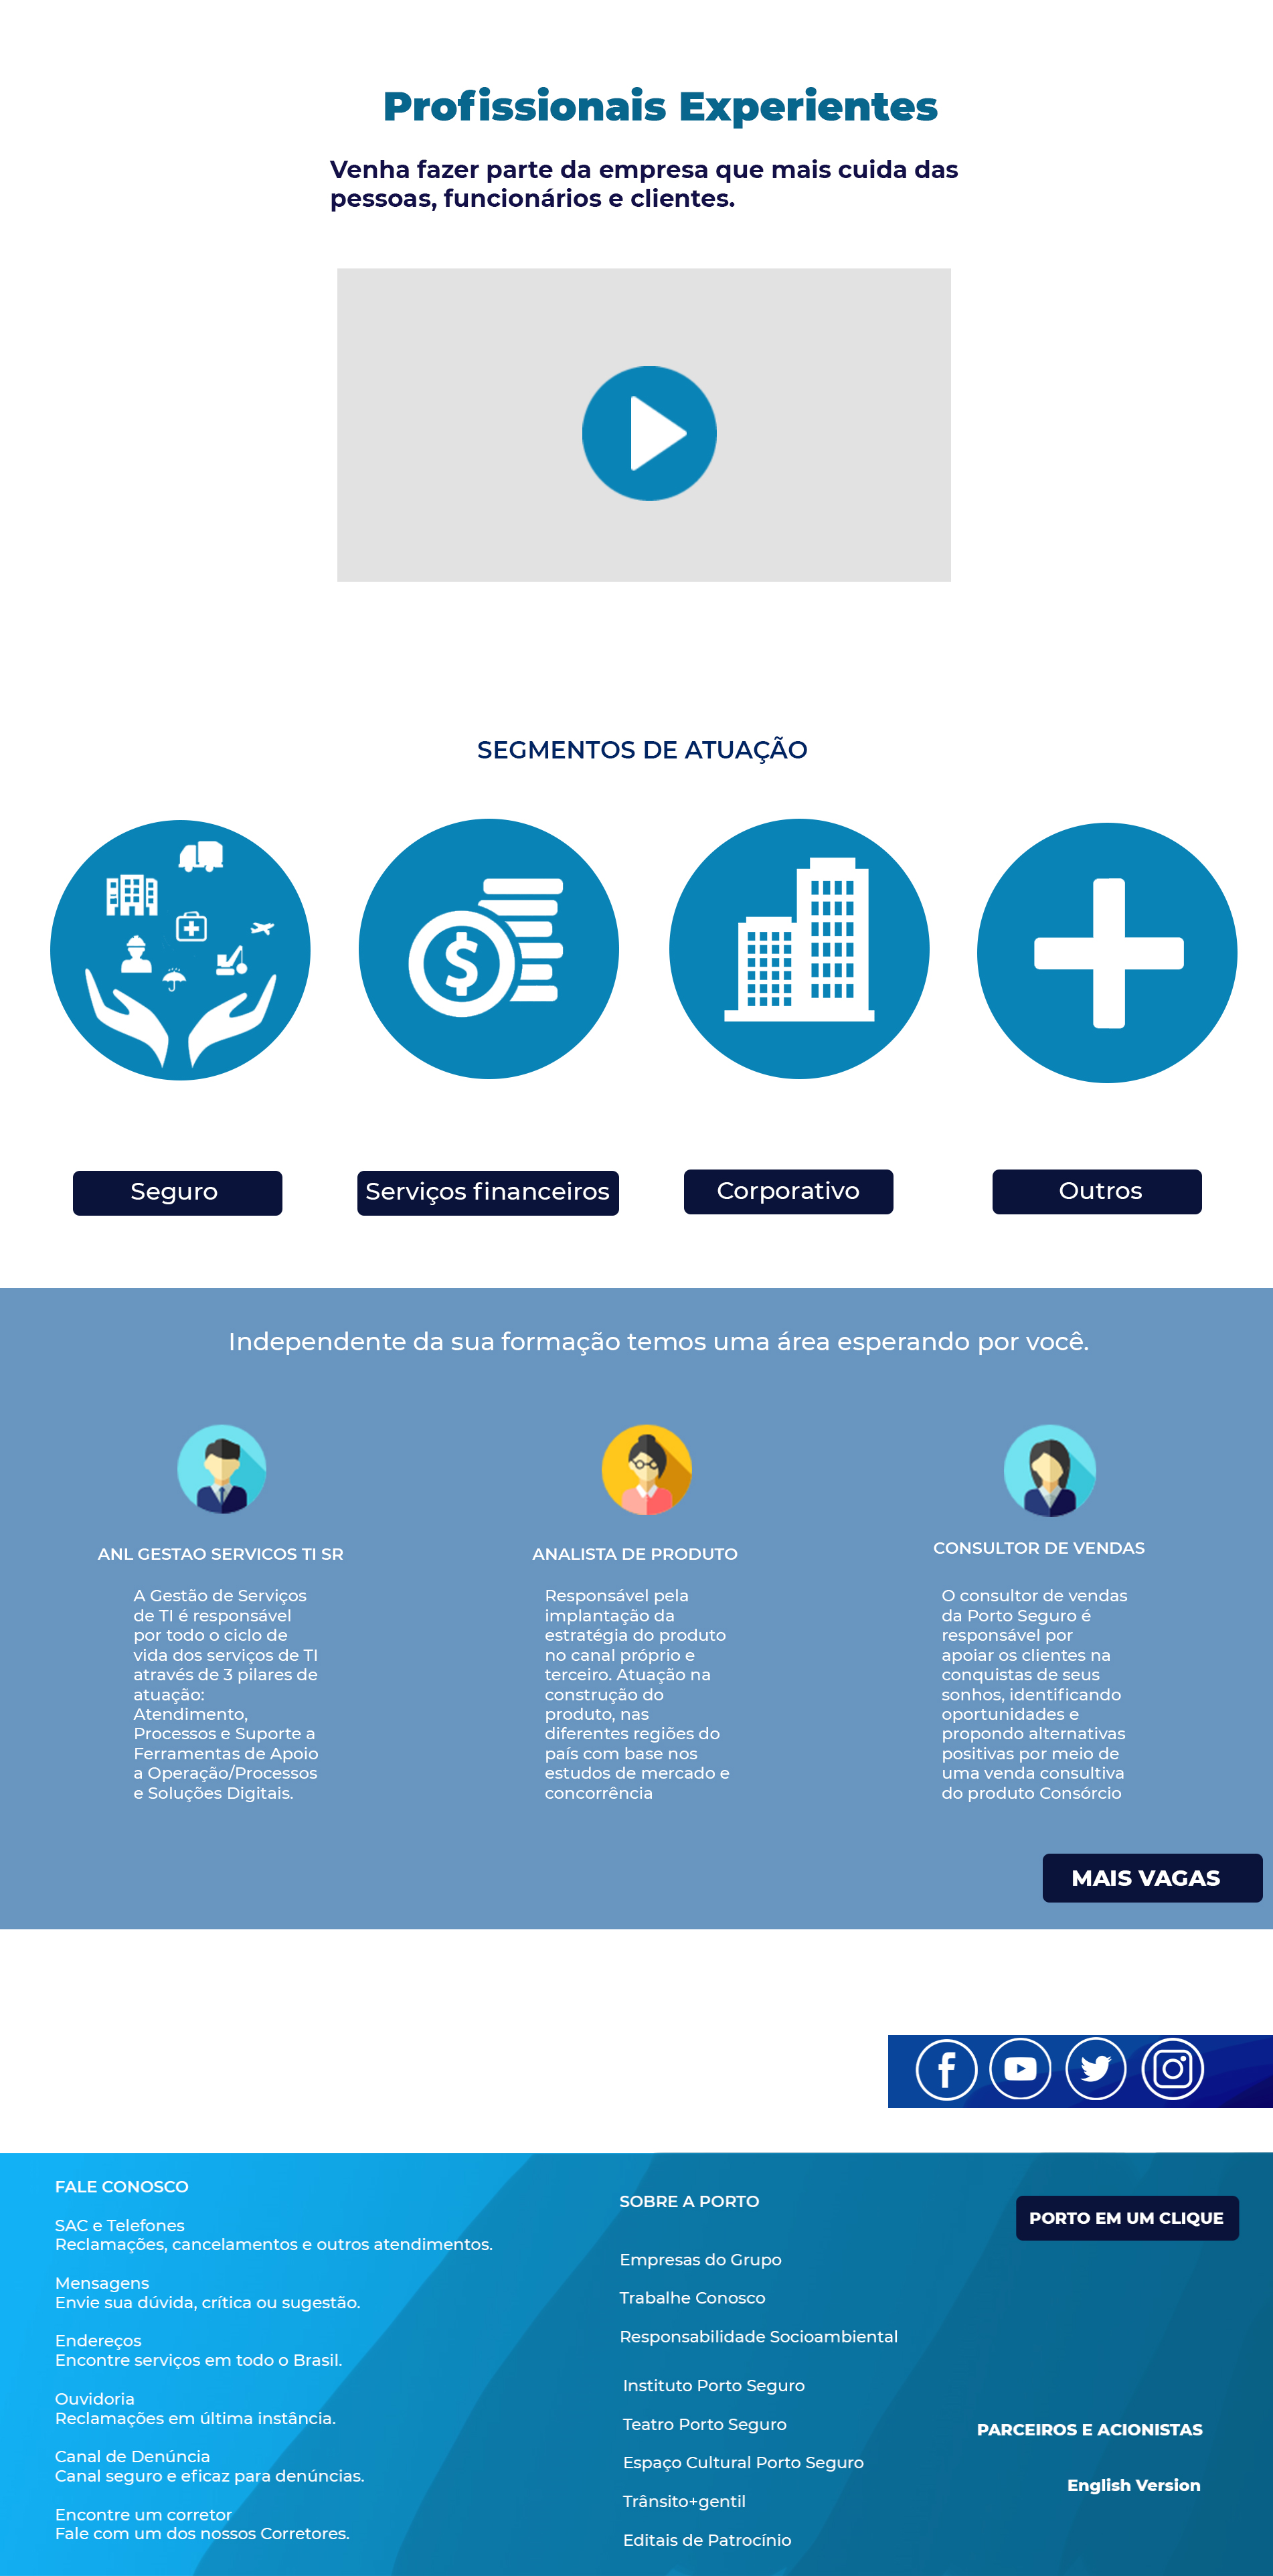 Profissionais Experientes
Venha fazer parte da empresa que mais cuida das
pessoas, funcionários e clientes.
SEGMENTOS DE ATUAÇÃO
Seguro
Serviços financeiros
Corporativo
Outros
Independente da sua formação temos uma área esperando por você.
ANL GESTAO SERVICOS TI SR
A Gestão de Serviços
de TI é responsável
por todo o ciclo de
vida dos serviços de TI
através de 3 pilares de
atuação:
Atendimento,
Processos e Suporte a
Ferramentas de Apoio
a Operação/Processos
e Soluções Digitais.
ANALISTA DE PRODUTO
Responsável pela
implantação da
estratégia do produto
no canal próprio e
terceiro. Atuação na
construção do
produto, nas
diferentes regiões do
país com base nos
estudos de mercado e
concorrência
CONSULTOR DE VENDAS
O consultor de vendas
da Porto Seguro é
responsável por
apoiar os clientes na
conquistas de seus
sonhos, identificando
oportunidades e
propondo alternativas
positivas por meio de
uma venda consultiva
do produto Consórcio
MAIS VAGAS
FALE CONOSCO
SAC e Telefones
Reclamações, cancelamentos e outros atendimentos.
Mensagens
Envie sua dúvida, crítica ou sugestão.
Endereços
Encontre serviços em todo o Brasil.
Ouvidoria
Reclamações em última instância.
Canal de Denúncia
Canal seguro e eficaz para denúncias.
Encontre um corretor
Fale com um dos nossos Corretores.
SOBRE A PORTO
Empresas do Grupo
Trabalhe Conosco
Responsabilidade Socioambiental
Instituto Porto Seguro
Teatro Porto Seguro
Espaço Cultural Porto Seguro
Trânsito+gentil
Editais de Patrocínio
PORTO EM UM CLIQUE
PARCEIROS E ACIONISTAS
English Version